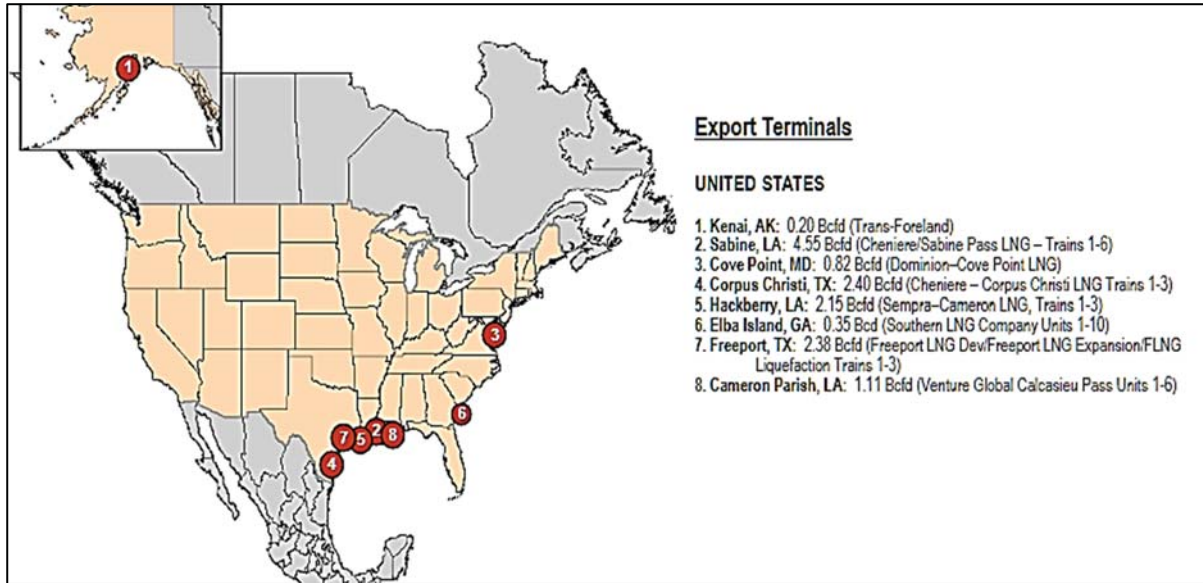 1
3
6
7
5
2
8
4
Export Terminals
UNITED STATES
1. Kenai, AK: 0.20 Bcfd (Trans-Foreland)
2. Sabine, LA: 4.55 Bcfd (Cheniere/Sabine Pass LNG – Trains 1-6)
3. Cove Point, MD: 0.82 Bcfd (Dominion–Cove Point LNG)
4. Corpus Christi, TX: 2.40 Bcfd (Cheniere – Corpus Christi LNG Trains 1-3)
5. Hackberry, LA: 2.15 Bcfd (Sempra–Cameron LNG, Trains 1-3)
6. Elba Island, GA: 0.35 Bcd (Southern LNG Company Units 1-10)
7. Freeport, TX: 2.38 Bcfd (Freeport LNG Dev/Freeport LNG Expansion/FLNG
Liquefaction Trains 1-3)
8. Cameron Parish, LA: 1.11 Bcfd (Venture Global Calcasieu Pass Units 1-6)